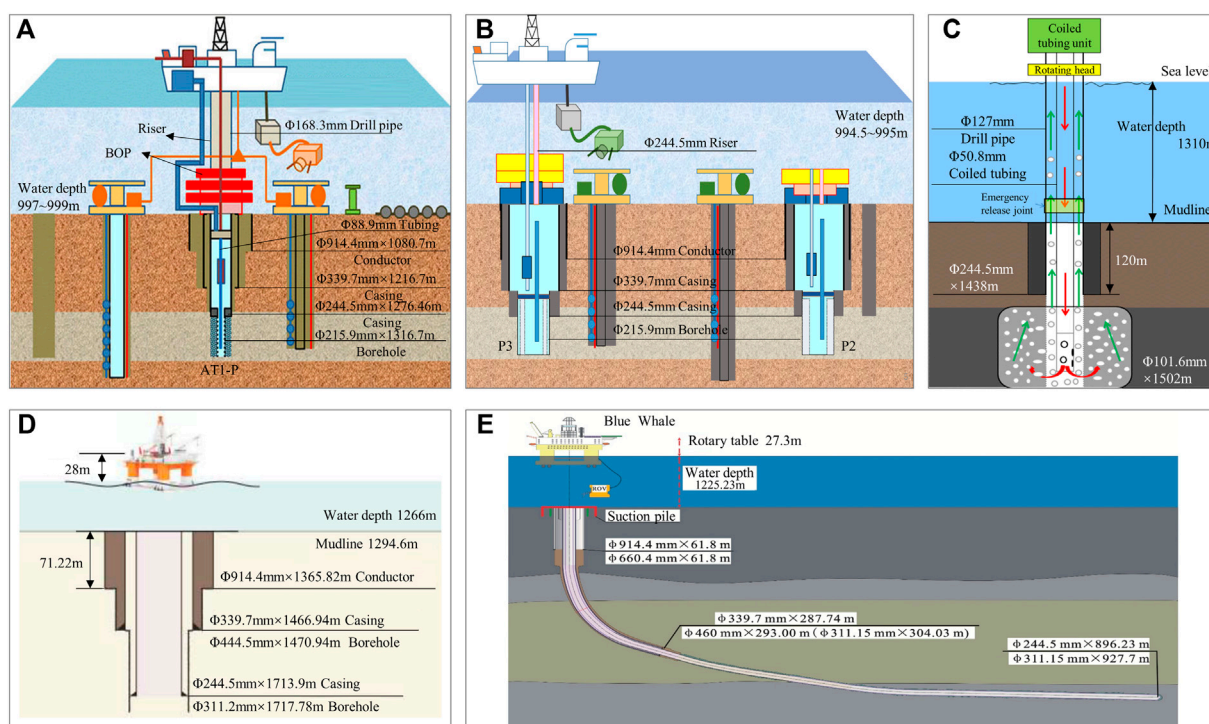 A
Φ168.3mm Drill pipe
Riser
BOP
Water depth
997~999m
Φ88.9mm Tubing
Φ914.4mm×1080.7m
Conductor
Φ339.7mm×1216.7m
Casing
Φ244.5mm×1276.46m
Casing
Φ215.9mm×1316.7m
Borehole
AT1-P
B
Water depth
994.5~995m
Φ244.5mm Riser
Φ914.4mm Conductor
Φ339.7mm Casing
Φ244.5mm Casing
Φ215.9mm Borehole
P3
P2
C
Coiled
tubing unit
Rotating head
Sea level
Φ127mm
Drill pipe
Φ50.8mm
Coiled tubing
Water depth
1310m
Emergency
release joint
Mudline
120m
Φ244.5mm
×1438m
Φ101.6mm
×1502m
D
28m
Water depth 1266m
Mudline 1294.6m
71.22m
Φ914.4mm×1365.82m Conductor
Φ339.7mm×1466.94m Casing
Φ444.5mm×1470.94m Borehole
Φ244.5mm×1713.9m Casing
Φ311.2mm×1717.78m Borehole
E
Blue Whale
Rotary table 27.3m
Water depth
1225.23m
ROV
Suction pile
Φ914.4 mm×61.8 m
Φ660.4 mm×61.8 m
Φ339.7 mm×287.74 m
Φ460 mm×293.00 m (Φ311.15 mm×304.03 m)
Φ244.5 mm×896.23 m
Φ311.15 mm×927.7 m